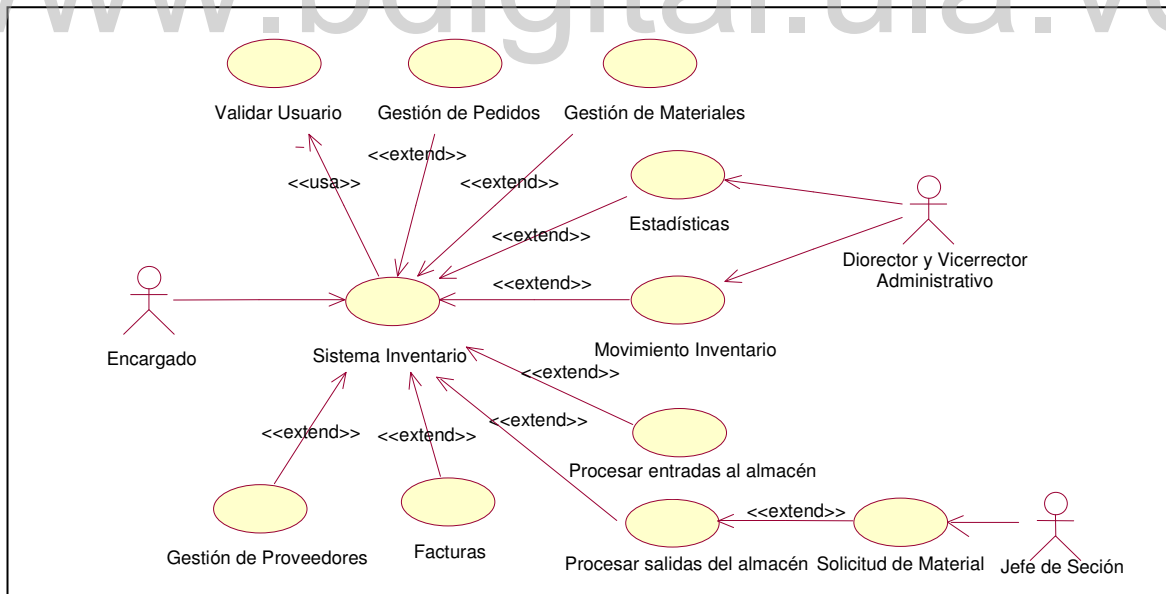 www.bdigital.ula.ve
Validar Usuario
Gestión de Pedidos
Gestión de Materiales
<<extend>>
<<usa>>
<<extend>>
Estadísticas
<<extend>>
Diorector y Vicerrector
Administrativo
<<extend>>
Encargado
Sistema Inventario
Movimiento Inventario
<<extend>>
<<extend>>
<<extend>>
<<extend>>
Procesar entradas al almacén
<<extend>>
Gestión de Proveedores
Facturas
Procesar salidas del almacén
Solicitud de Material
Jefe de Seción